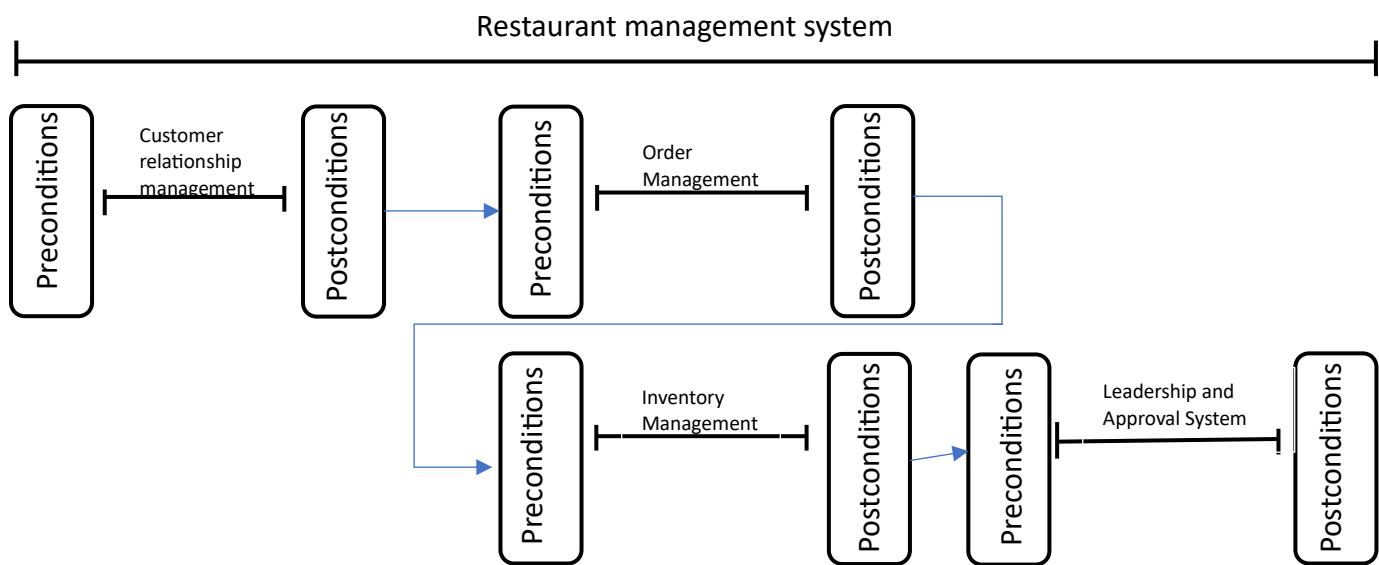 Restaurant management system
Preconditions
Customer
relationship
management
Postconditions
Preconditions
Order
Management
Postconditions
Preconditions
Inventory
Management
Postconditions
Preconditions
Leadership and
Approval System
Postconditions